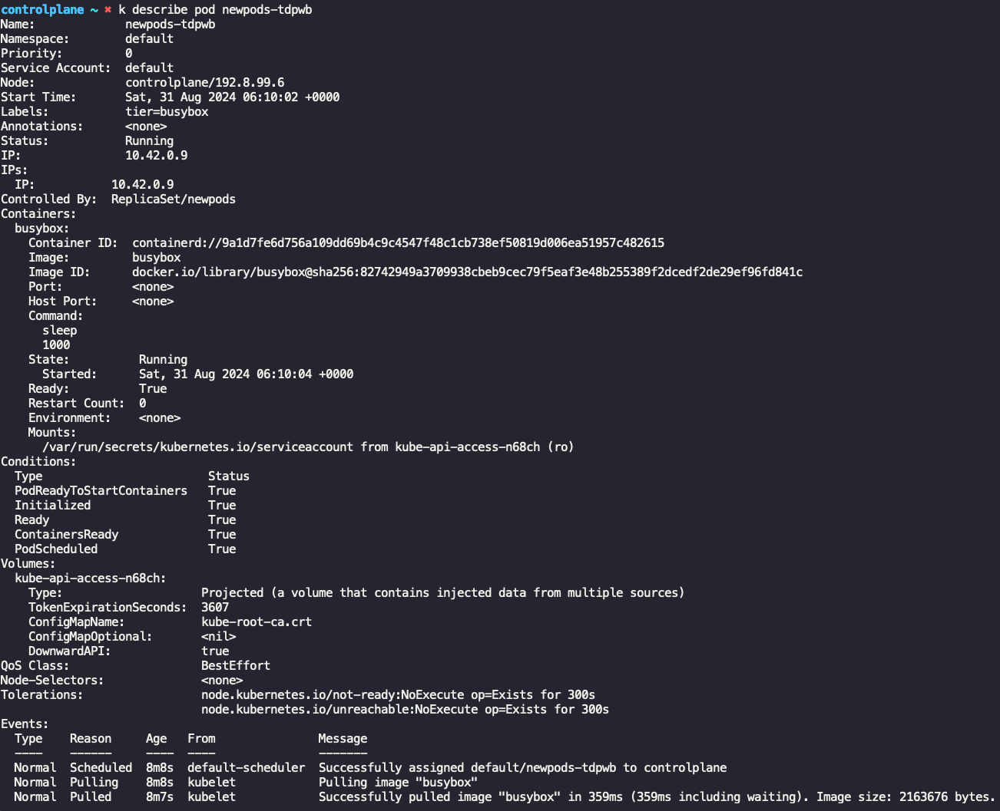 controlplane ~ ✖ k describe pod newpods-tdpwb
Name:             newpods-tdpwb
Namespace:        default
Priority:         0
Service Account:  default
Node:             controlplane/192.8.99.6
Start Time:       Sat, 31 Aug 2024 06:10:02 +0000
Labels:           tier=busybox
Annotations:      <none>
Status:           Running
IP:               10.42.0.9
IPs:
  IP:           10.42.0.9
Controlled By:  ReplicaSet/newpods
Containers:
  busybox:
    Container ID:  containerd://9a1d7fe6d756a109dd69b4c9c4547f48c1cb738ef50819d006ea51957c482615
    Image:         busybox
    Image ID:      docker.io/library/busybox@sha256:82742949a3709938cbeb9cec79f5eaf3e48b255389f2dcedf2de29ef96fd841c
    Port:          <none>
    Host Port:     <none>
    Command:
      sleep
      1000
    State:          Running
      Started:      Sat, 31 Aug 2024 06:10:04 +0000
    Ready:          True
    Restart Count:  0
    Environment:    <none>
    Mounts:
      /var/run/secrets/kubernetes.io/serviceaccount from kube-api-access-n68ch (ro)
Conditions:
  Type                        Status
  PodReadyToStartContainers   True
  Initialized                 True
  Ready                       True
  ContainersReady             True
  PodScheduled                True
Volumes:
  kube-api-access-n68ch:
    Type:                    Projected (a volume that contains injected data from multiple sources)
    TokenExpirationSeconds:  3607
    ConfigMapName:           kube-root-ca.crt
    ConfigMapOptional:       <nil>
    DownwardAPI:             true
QoS Class:                   BestEffort
Node-Selectors:              <none>
Tolerations:                 node.kubernetes.io/not-ready:NoExecute op=Exists for 300s
                             node.kubernetes.io/unreachable:NoExecute op=Exists for 300s
Events:
  Type    Reason     Age   From               Message
  ----    ------     ----  ----               -------
  Normal  Scheduled  8m8s  default-scheduler  Successfully assigned default/newpods-tdpwb to controlplane
  Normal  Pulling    8m8s  kubelet            Pulling image "busybox"
  Normal  Pulled     8m7s  kubelet            Successfully pulled image "busybox" in 359ms (359ms including waiting). Image size: 2163676 bytes.